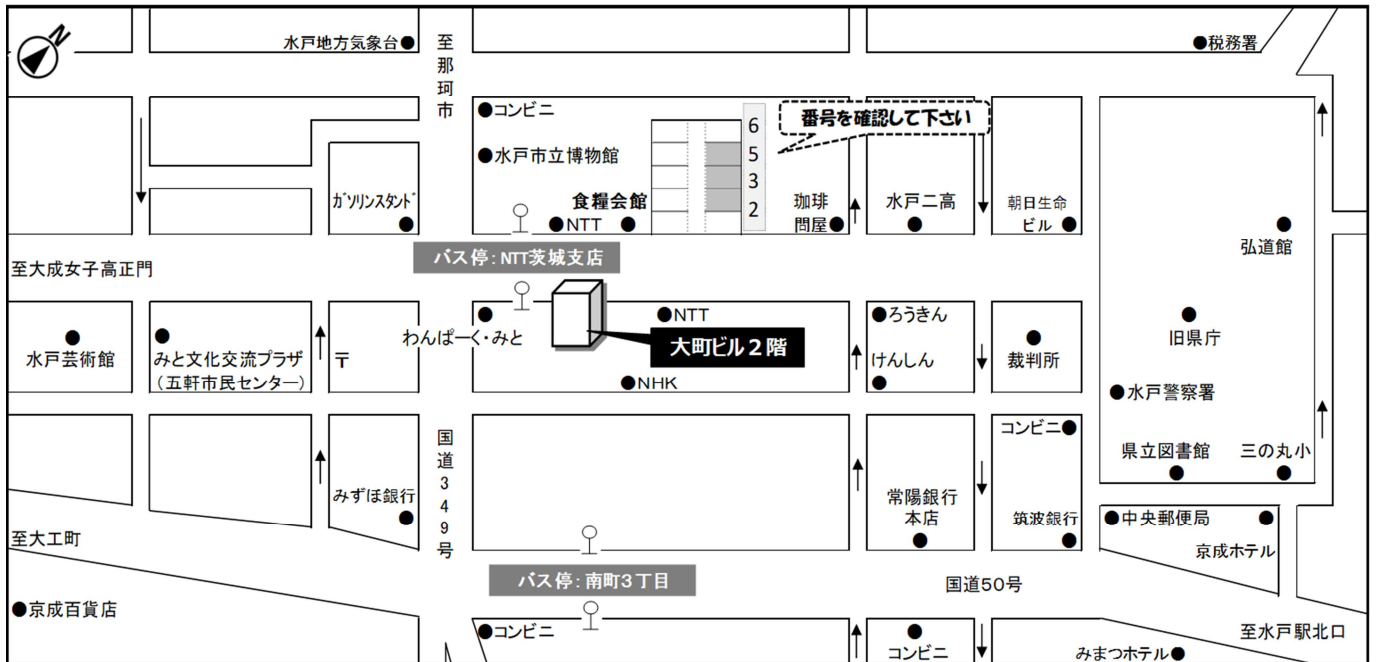 N
水戸地方気象台●
至那珂市
●税務署
●コンビニ
番号を確認して下さい
6
5
3
2
●水戸市立博物館
ガソリンスタンド
食糧会館
●NTT
珈琲
問屋●
水戸二高
朝日生命
ビル●
弘道館
バス停:NTT茨城支店
至大成女子高正門
わんぱーく・みと
●NTT
大町ビル2階
●NHK
●ろうきん
けんしん
裁判所
旧県庁
水戸芸術館
みと文化交流プラザ
(五軒市民センター)
〒
●水戸警察署
国道349号
コンビニ●
県立図書館
三の丸小
みずほ銀行
常陽銀行
本店
筑波銀行
●中央郵便局
京成ホテル
至大工町
バス停:南町3丁目
国道50号
●京成百貨店
●コンビニ
コンビニ
みまつホテル●
至水戸駅北口